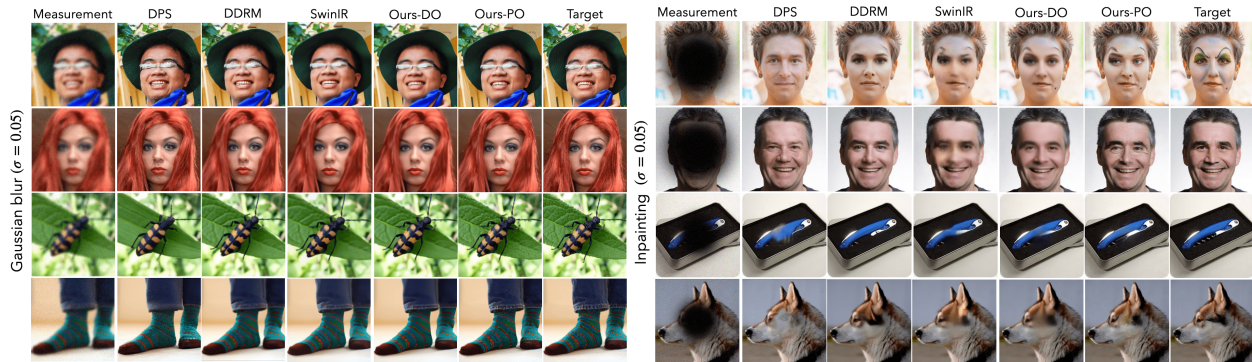 Measurement DPS DDRM SwinIR Ours-DO Ours-PO Target
Gaussian blur (σ = 0.05)
Measurement DPS DDRM SwinIR Ours-DO Ours-PO Target
Inpainting (σ = 0.05)